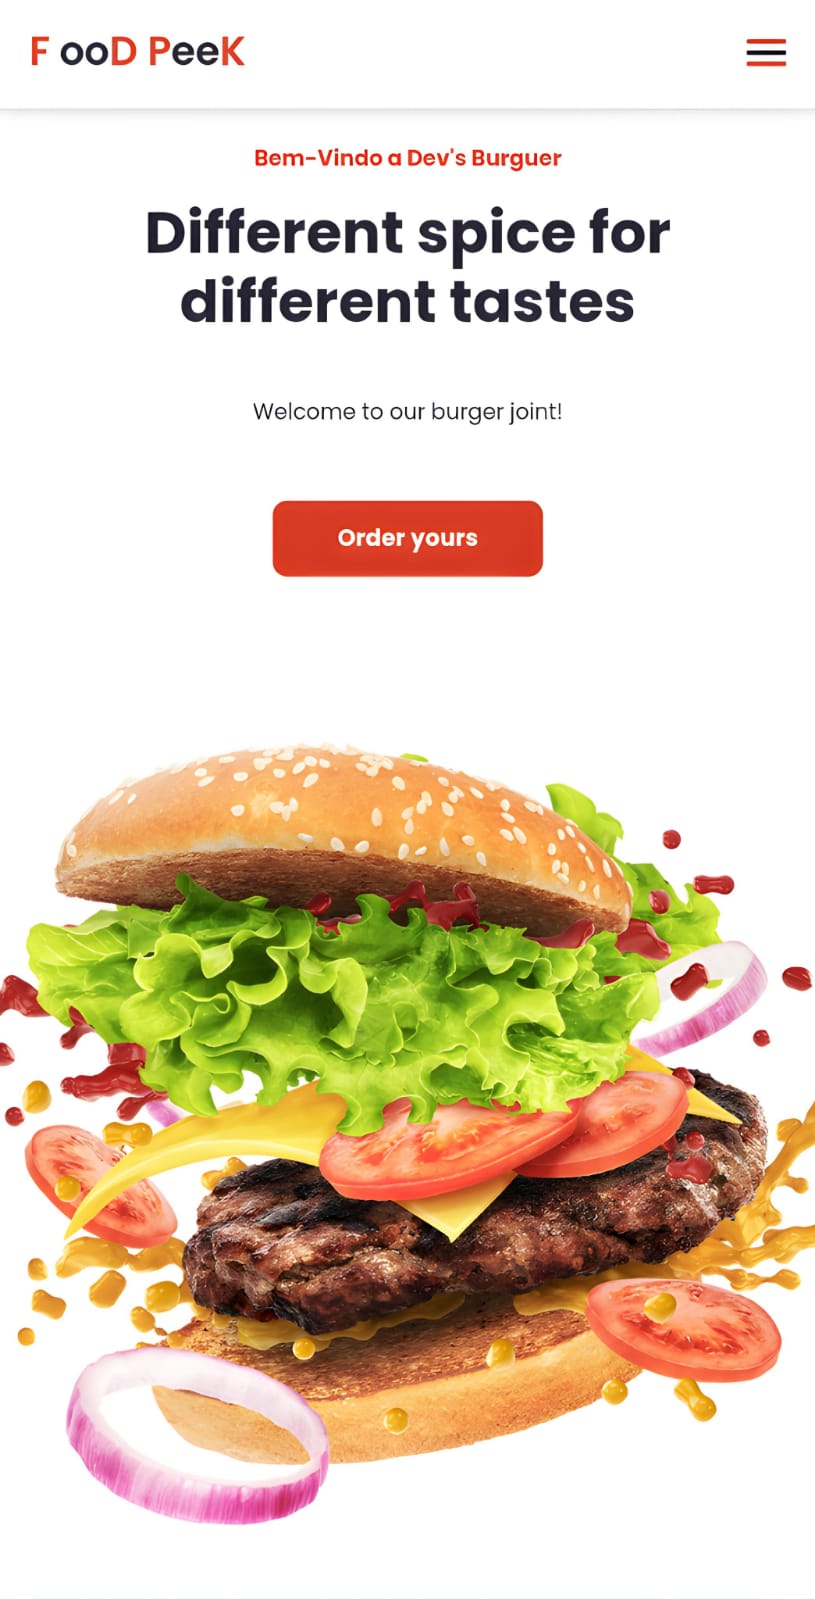 F ooD PeeK
Bem-Vindo a Dev's Burguer
Different spice for
different tastes
Welcome to our burger joint!
Order yours